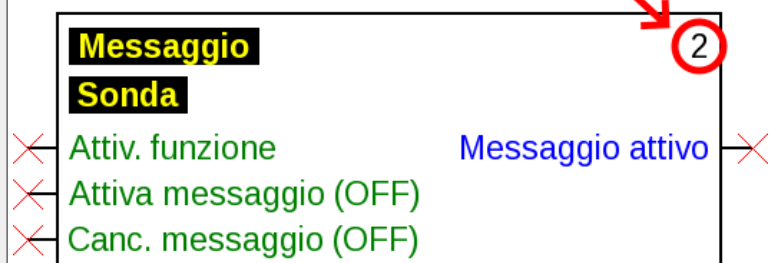 Messaggio 2
Sonda
Attiv. funzione Messaggio attivo
Attiva messaggio (OFF)
Canc. messaggio (OFF)